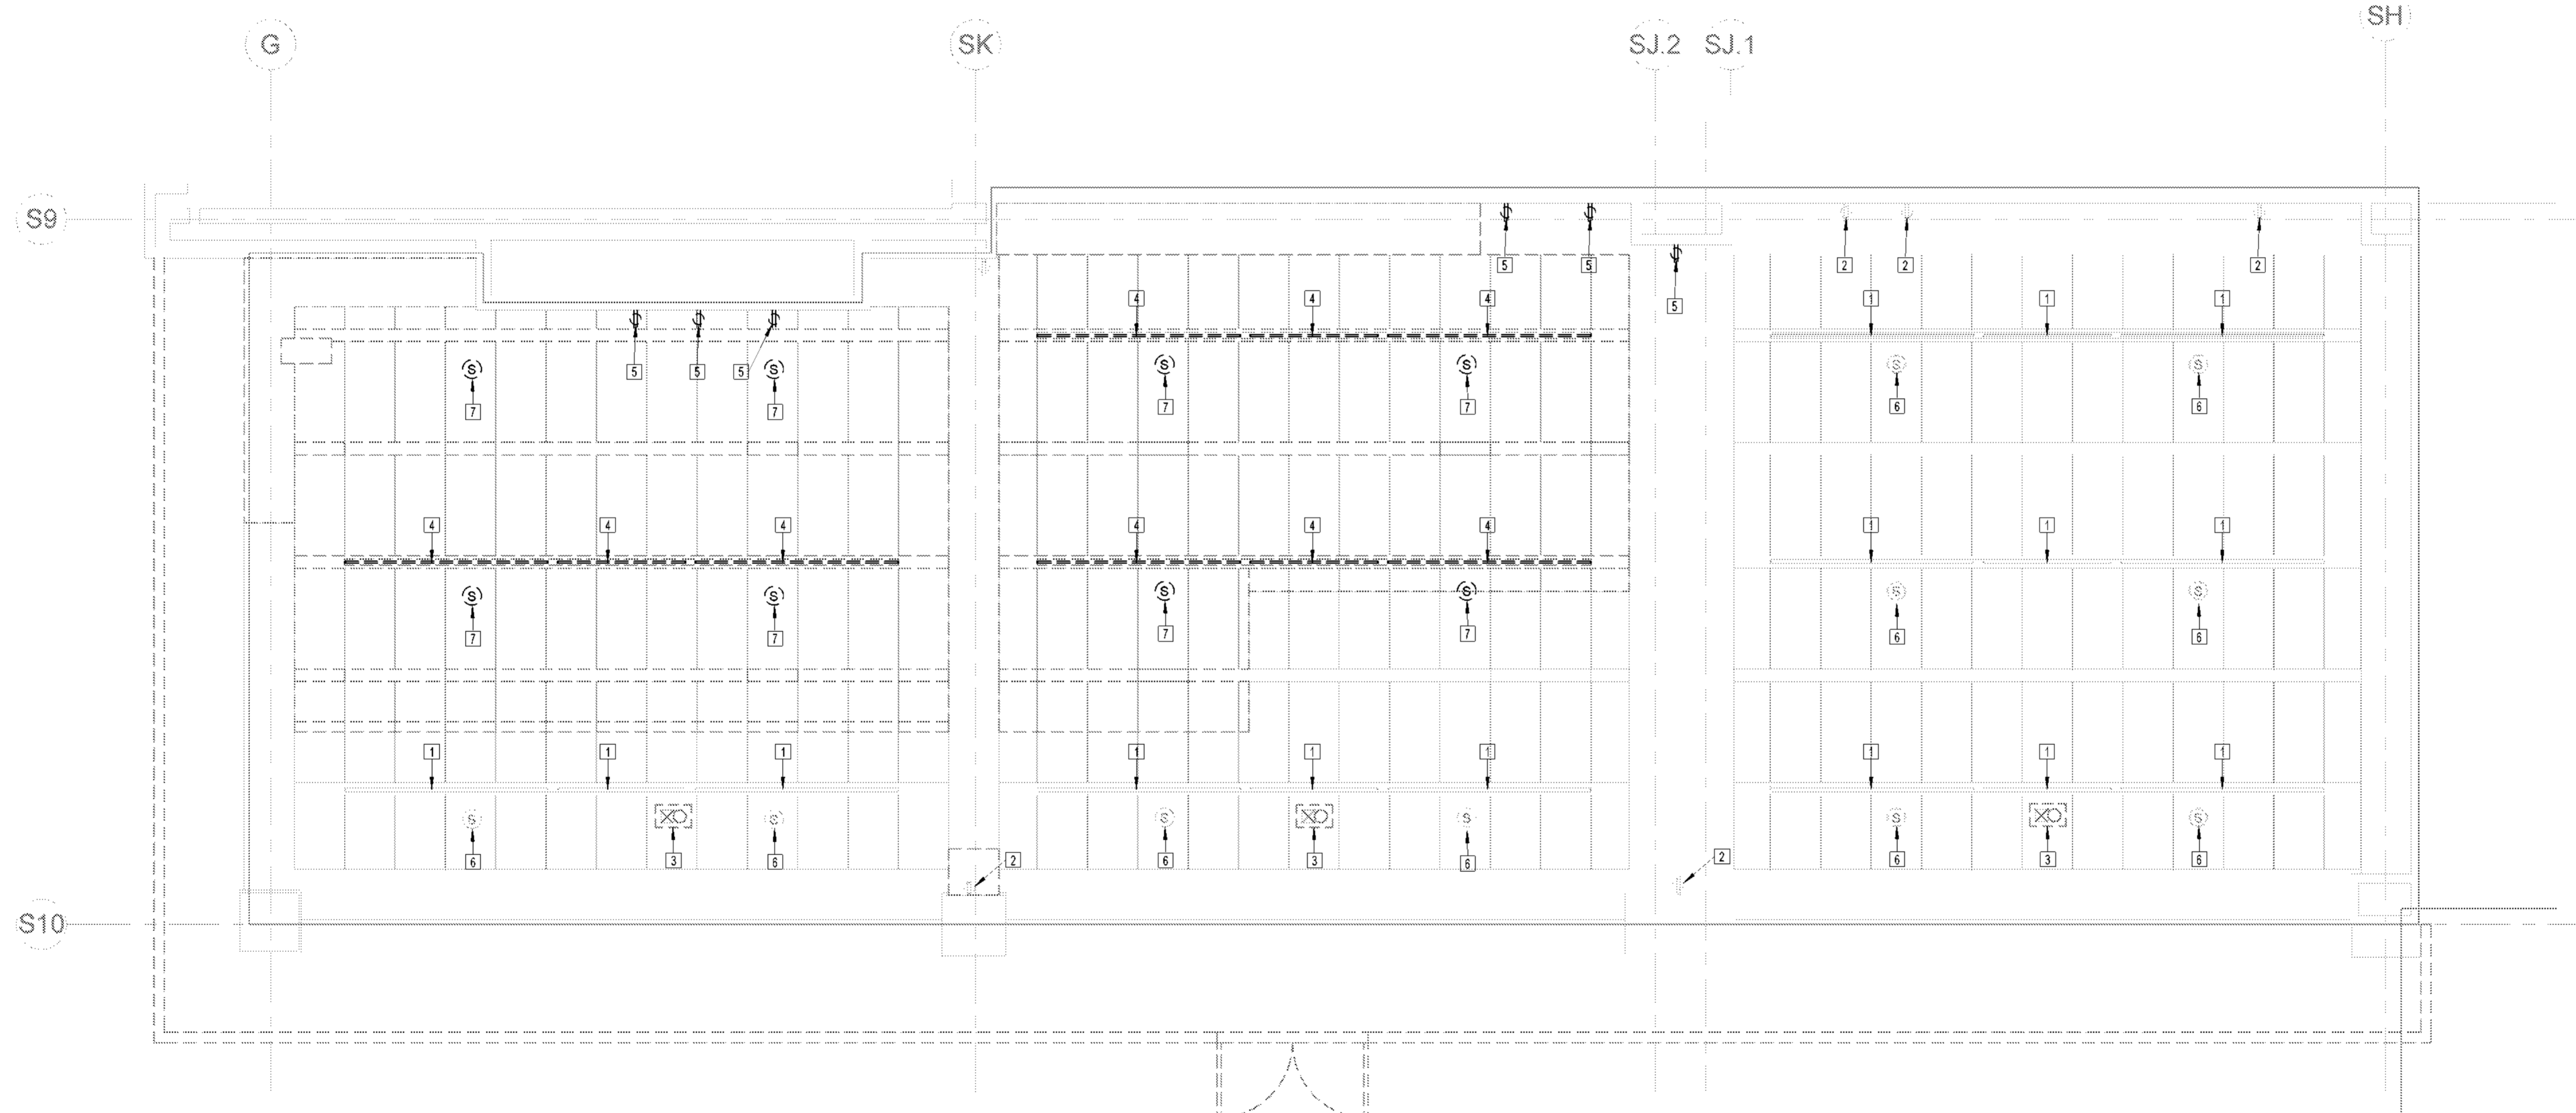 SH
G SK SJ.2 SJ.1
S9
$ $ $ $ $ $
2 2 2
5 5
$
1 1 1
4 4 4
5
$ $ $
S S S S
S S
5 5 5
6 6
7 7
7 7
4 4 4 4 4 4 1 1 1
S S S S
S S
7 7 7 7 6 6
1 1 1 1 1 1 1 1 1
S XO S S XO S S XO S
2
2
6 3 6 6 3 6 6 3 6
S10